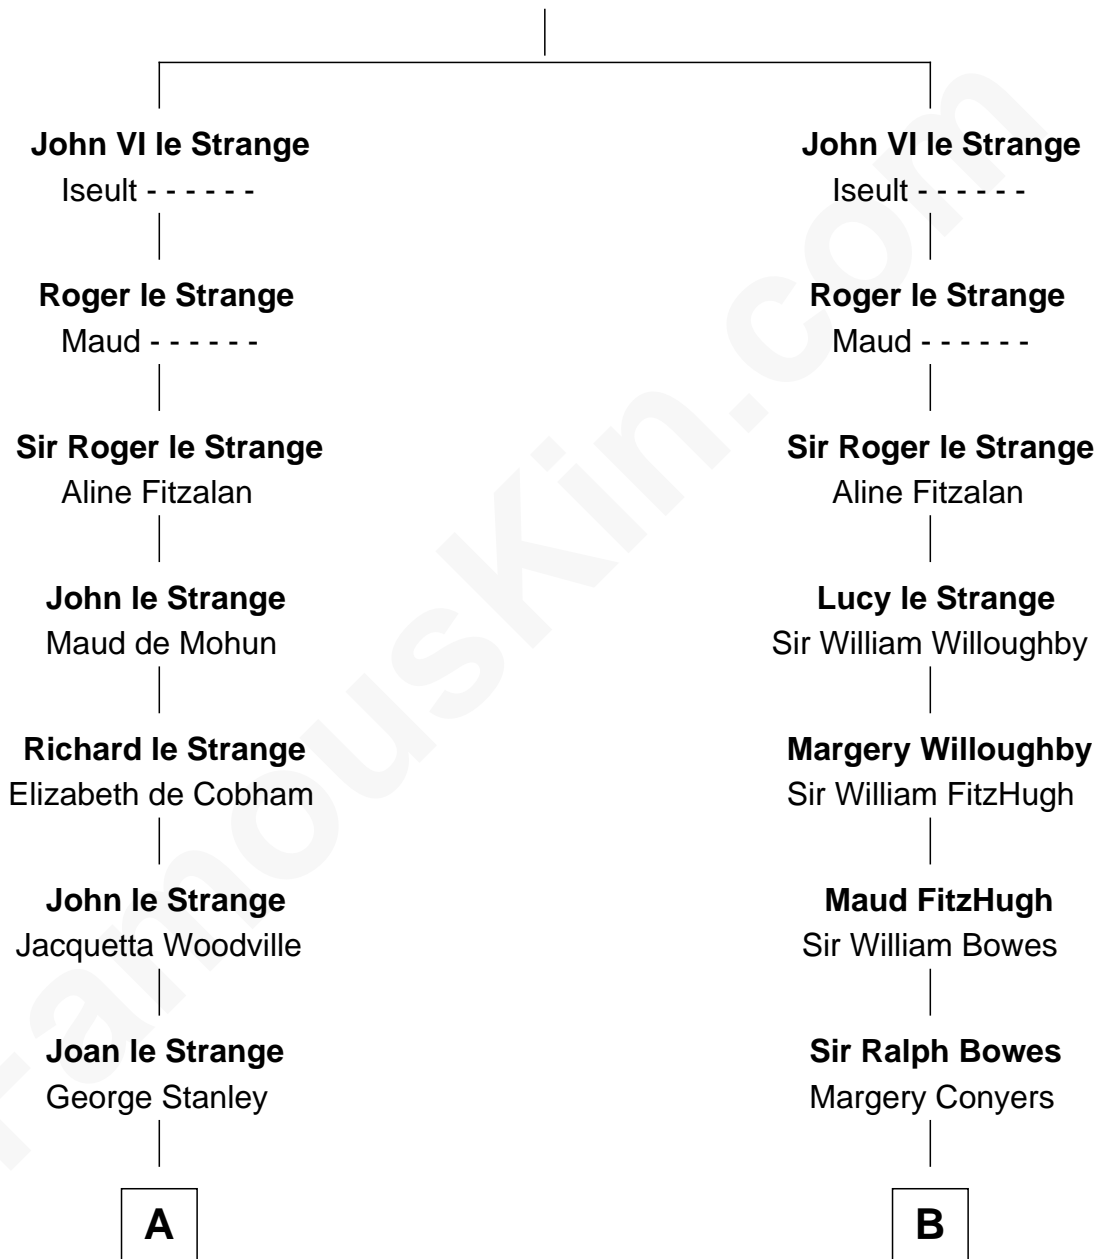 John VI le Strange
Iseult - - - - - -
Roger le Strange
Maud - - - - - -
Sir Roger le Strange
Aline Fitzalan
John le Strange
Maud de Mohun
Richard le Strange
Elizabeth de Cobham
John le Strange
Jacquetta Woodville
Joan le Strange
George Stanley
A
John VI le Strange
Iseult - - - - - -
Roger le Strange
Maud - - - - - -
Sir Roger le Strange
Aline Fitzalan
Lucy le Strange
Sir William Willoughby
Margery Willoughby
Sir William FitzHugh
Maud FitzHugh
Sir William Bowes
Sir Ralph Bowes
Margery Conyers
B
FamousKin.com